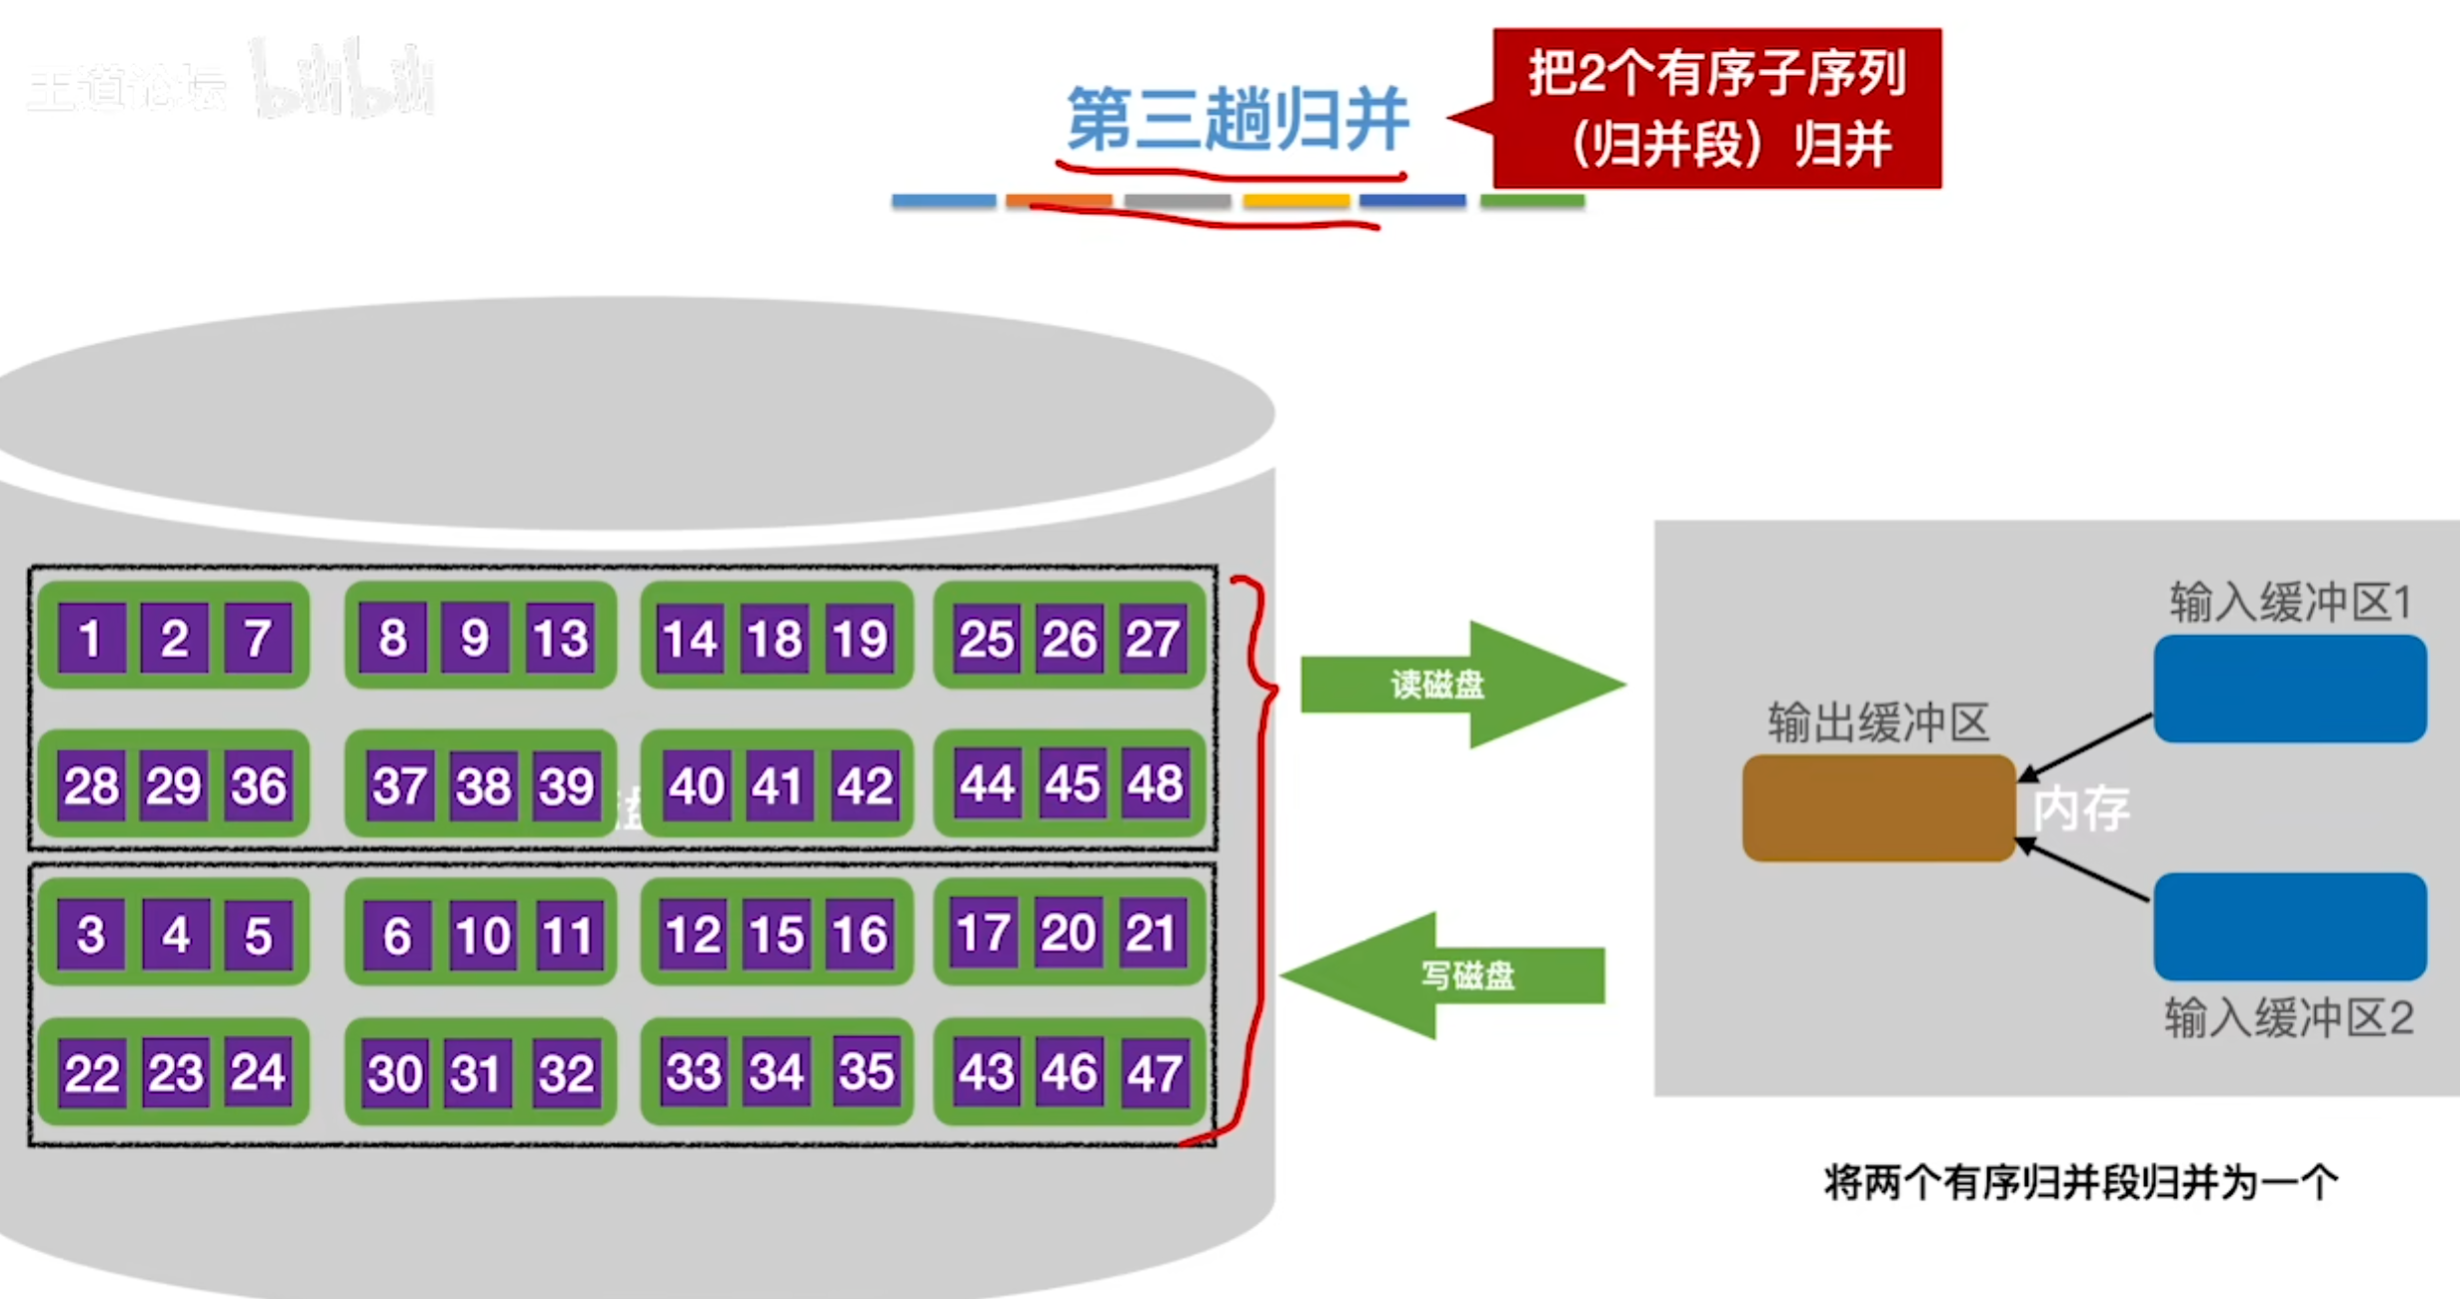 王道论坛 bilibili
第三趟归并
把2个有序子序列
（归并段）归并
1 2 7 8 9 13 14 18 19 25 26 27
28 29 36 37 38 39 40 41 42 44 45 48
3 4 5 6 10 11 12 15 16 17 20 21
22 23 24 30 31 32 33 34 35 43 46 47
读磁盘
写磁盘
输入缓冲区1
输出缓冲区
内存
输入缓冲区2
将两个有序归并段归并为一个